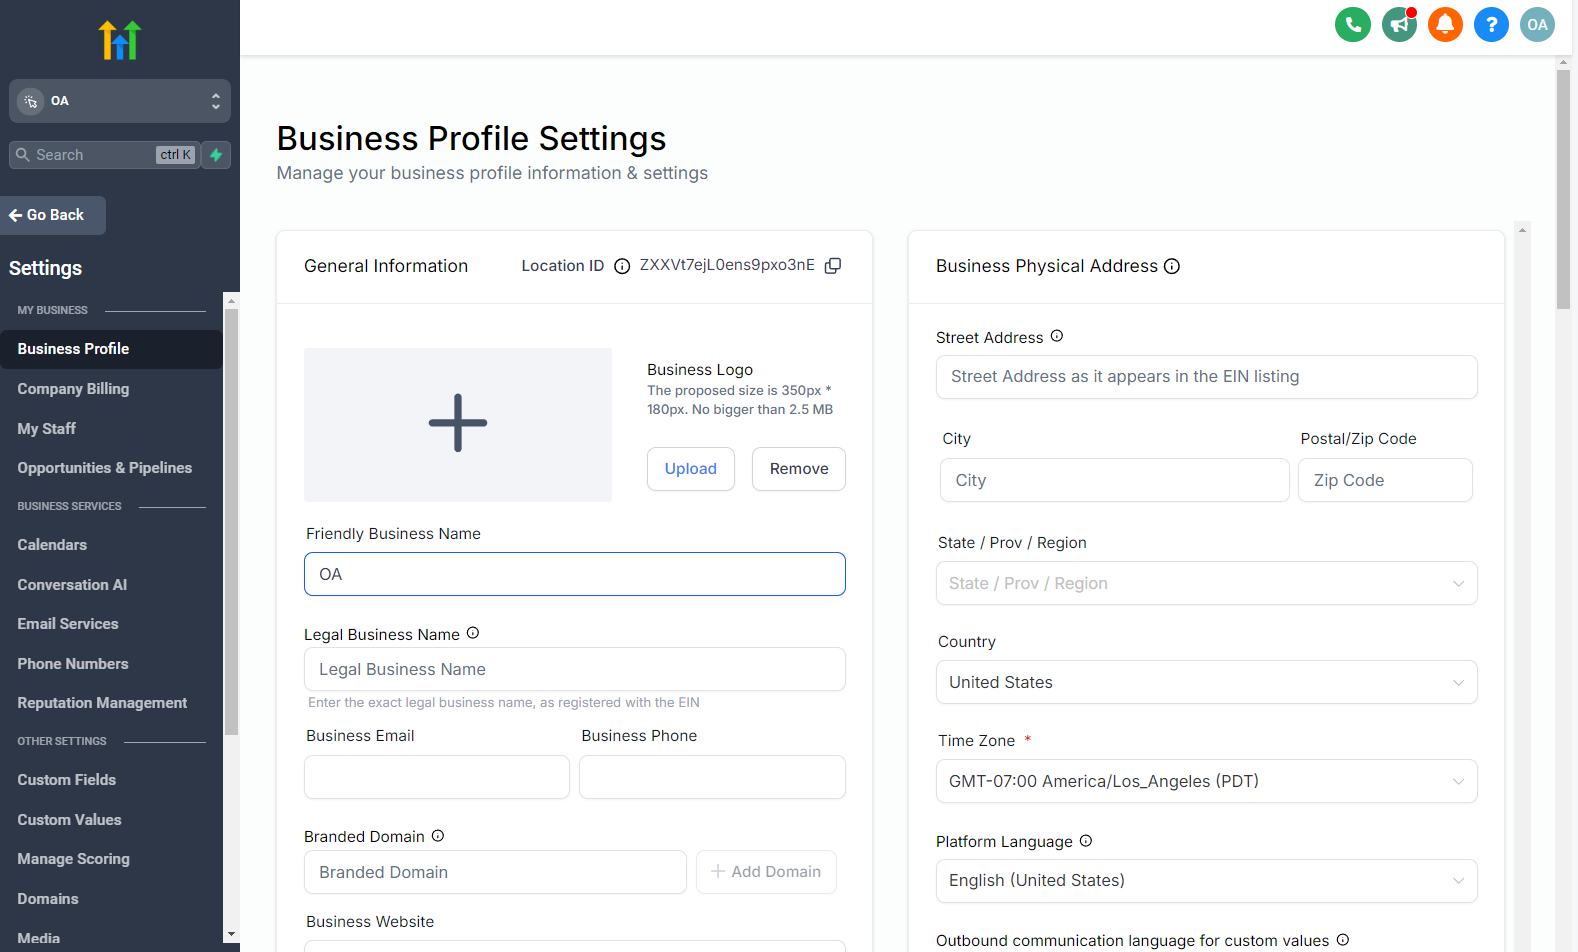 OA
OA
Search
ctrl K
Go Back
Settings
MY BUSINESS
Business Profile
Company Billing
My Staff
Opportunities & Pipelines
BUSINESS SERVICES
Calendars
Conversation AI
Email Services
Phone Numbers
Reputation Management
OTHER SETTINGS
Custom Fields
Custom Values
Manage Scoring
Domains
Media
Business Profile Settings
Manage your business profile information & settings
General Information
Location ID
ZXXVt7ejL0ens9pxo3nE
Business Logo
The proposed size is 350px *
180px. No bigger than 2.5 MB
Upload
Remove
Friendly Business Name
OA
Legal Business Name
Legal Business Name
Enter the exact legal business name, as registered with the EIN
Business Email
Business Phone
Branded Domain
Branded Domain
Add Domain
Business Website
Business Physical Address
Street Address
Street Address as it appears in the EIN listing
City
Postal/Zip Code
City
Zip Code
State / Prov / Region
State / Prov / Region
Country
United States
Time Zone *
GMT-07:00 America/Los_Angeles (PDT)
Platform Language
English (United States)
Outbound communication language for custom values